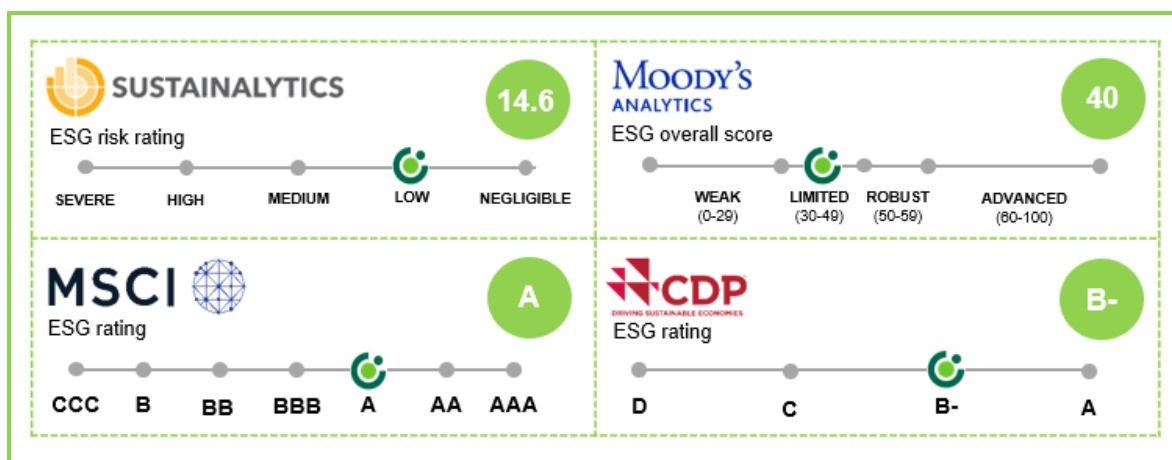 SUSTAINALYTICS
14.6
ESG risk rating
SEVERE HIGH MEDIUM LOW NEGLIGIBLE
MOODY'S
ANALYTICS
40
ESG overall score
WEAK LIMITED ROBUST ADVANCED
(0-29) (30-49) (50-59) (60-100)
MSCI
A
ESG rating
CCC B BB BBB A AA AAA
CDP
DRIVING SUSTAINABLE ECONOMIES
B-
ESG rating
D C B- A